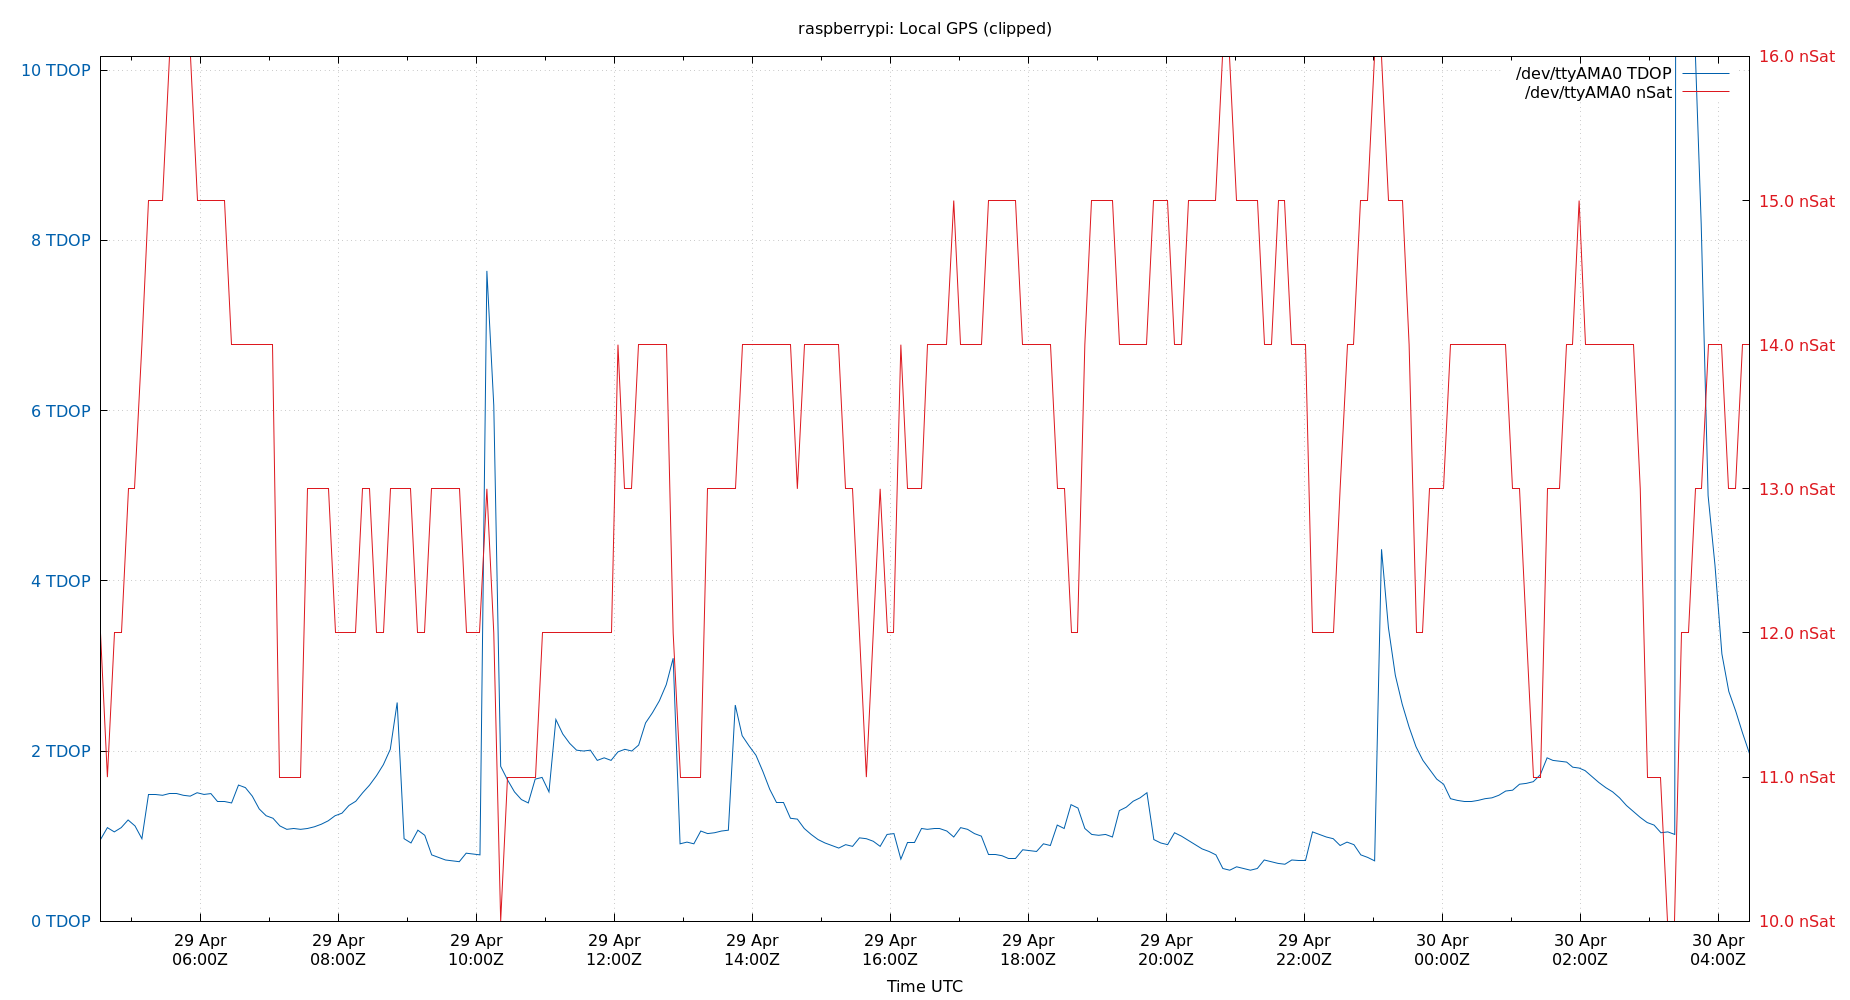 raspberrypi: Local GPS (clipped)
10 TDOP
8 TDOP
6 TDOP
4 TDOP
2 TDOP
0 TDOP
16.0 nSat
15.0 nSat
14.0 nSat
13.0 nSat
12.0 nSat
11.0 nSat
10.0 nSat
/dev/ttyAMA0 TDOP
/dev/ttyAMA0 nSat
29 Apr
06:00Z
29 Apr
08:00Z
29 Apr
10:00Z
29 Apr
12:00Z
29 Apr
14:00Z
29 Apr
16:00Z
29 Apr
18:00Z
29 Apr
20:00Z
29 Apr
22:00Z
30 Apr
00:00Z
30 Apr
02:00Z
30 Apr
04:00Z
Time UTC